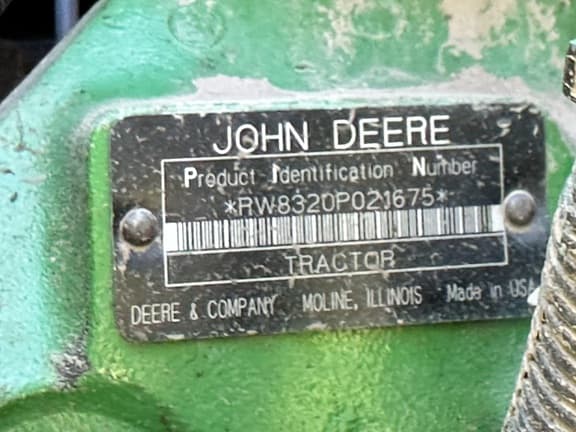 JOHN DEERE
Product Identification Number
*RW8320P021675*
TRACTOR
DEERE & COMPANY MOLINE, ILLINOIS Made in USA